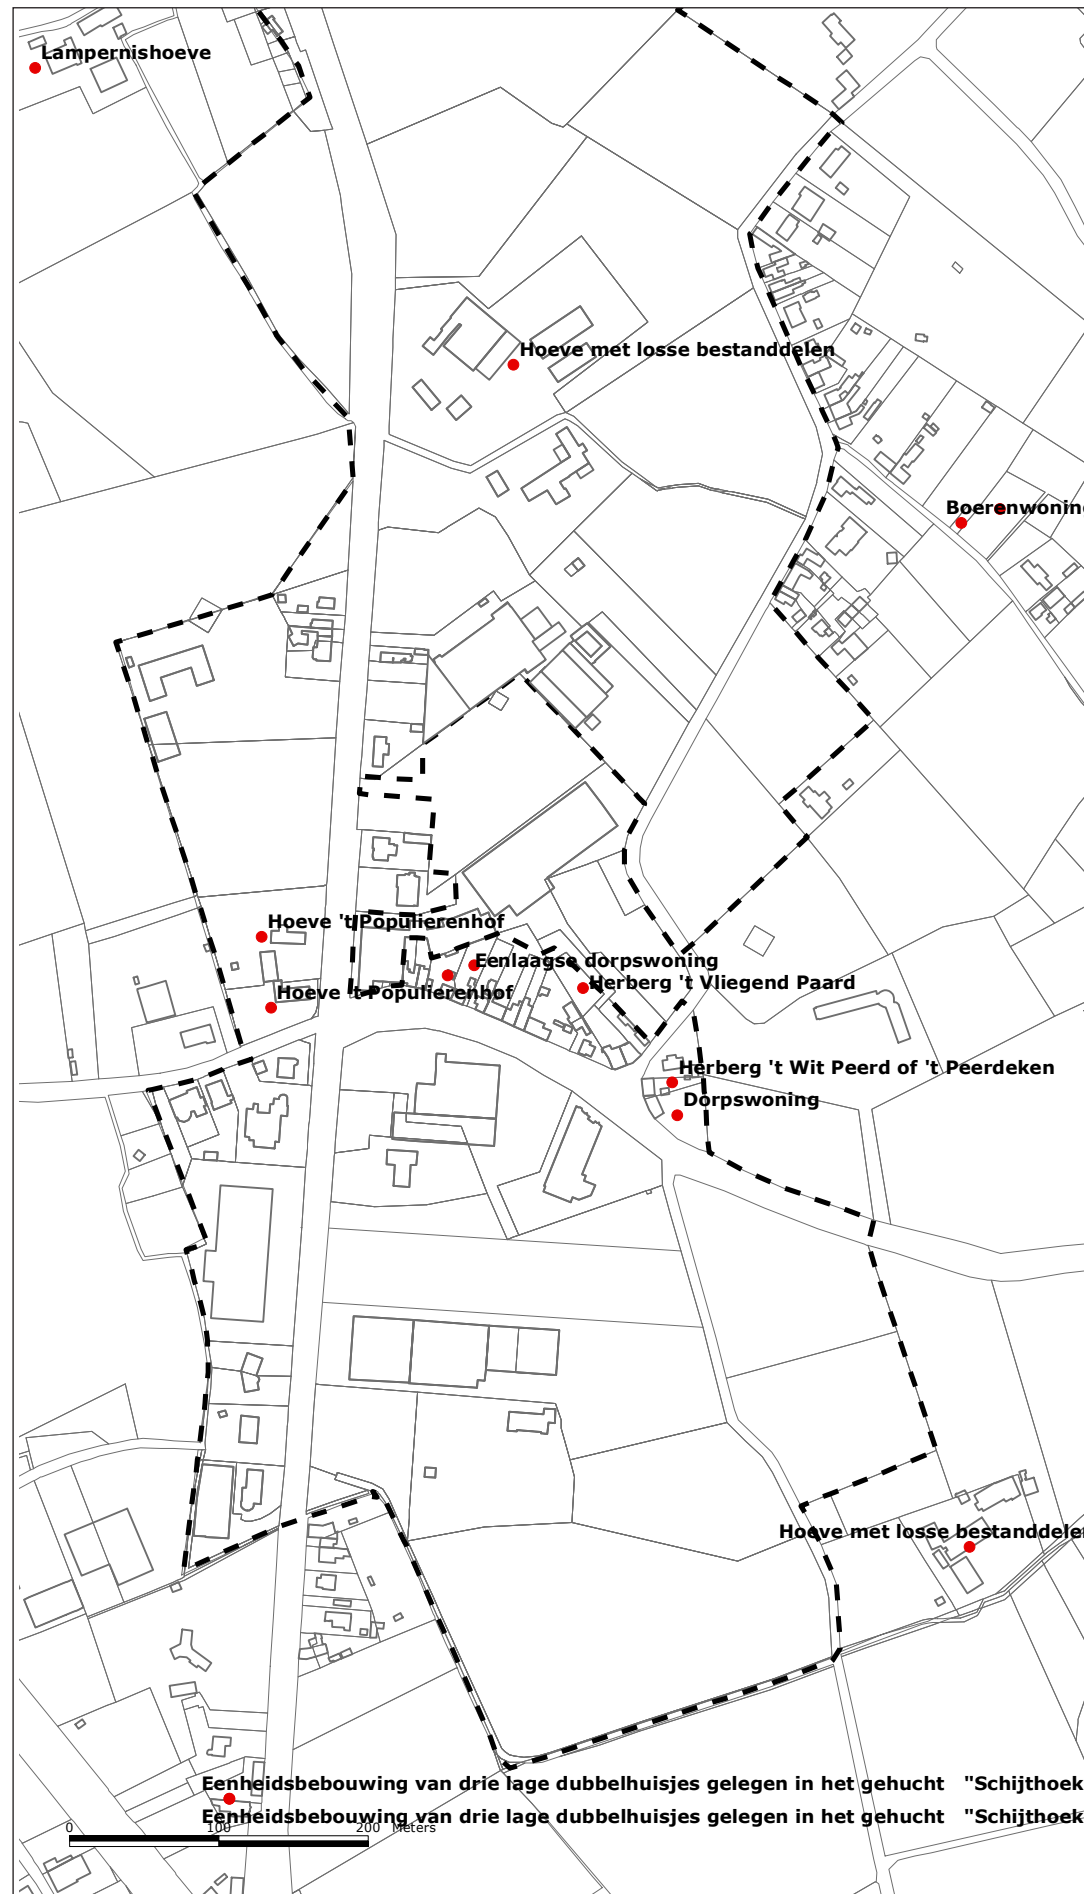 Lampernishoeve
Hoeve met losse bestanddelen
Boerenwoning
Hoeve 't Populierenhof
Eenlaagse dorpswoning
Herberg 't Vliegend Paard
Hoeve 't Populierenhof
Herberg 't Wit Peerd of 't Peerdeken
Dorpswoning
Hoeve met losse bestanddelen
Eenheidsbebouwing van drie lage dubbelhuisjes gelegen in het gehucht "Schijthoek
Eenheidsbebouwing van drie lage dubbelhuisjes gelegen in het gehucht "Schijthoek
0 100 200 Meters